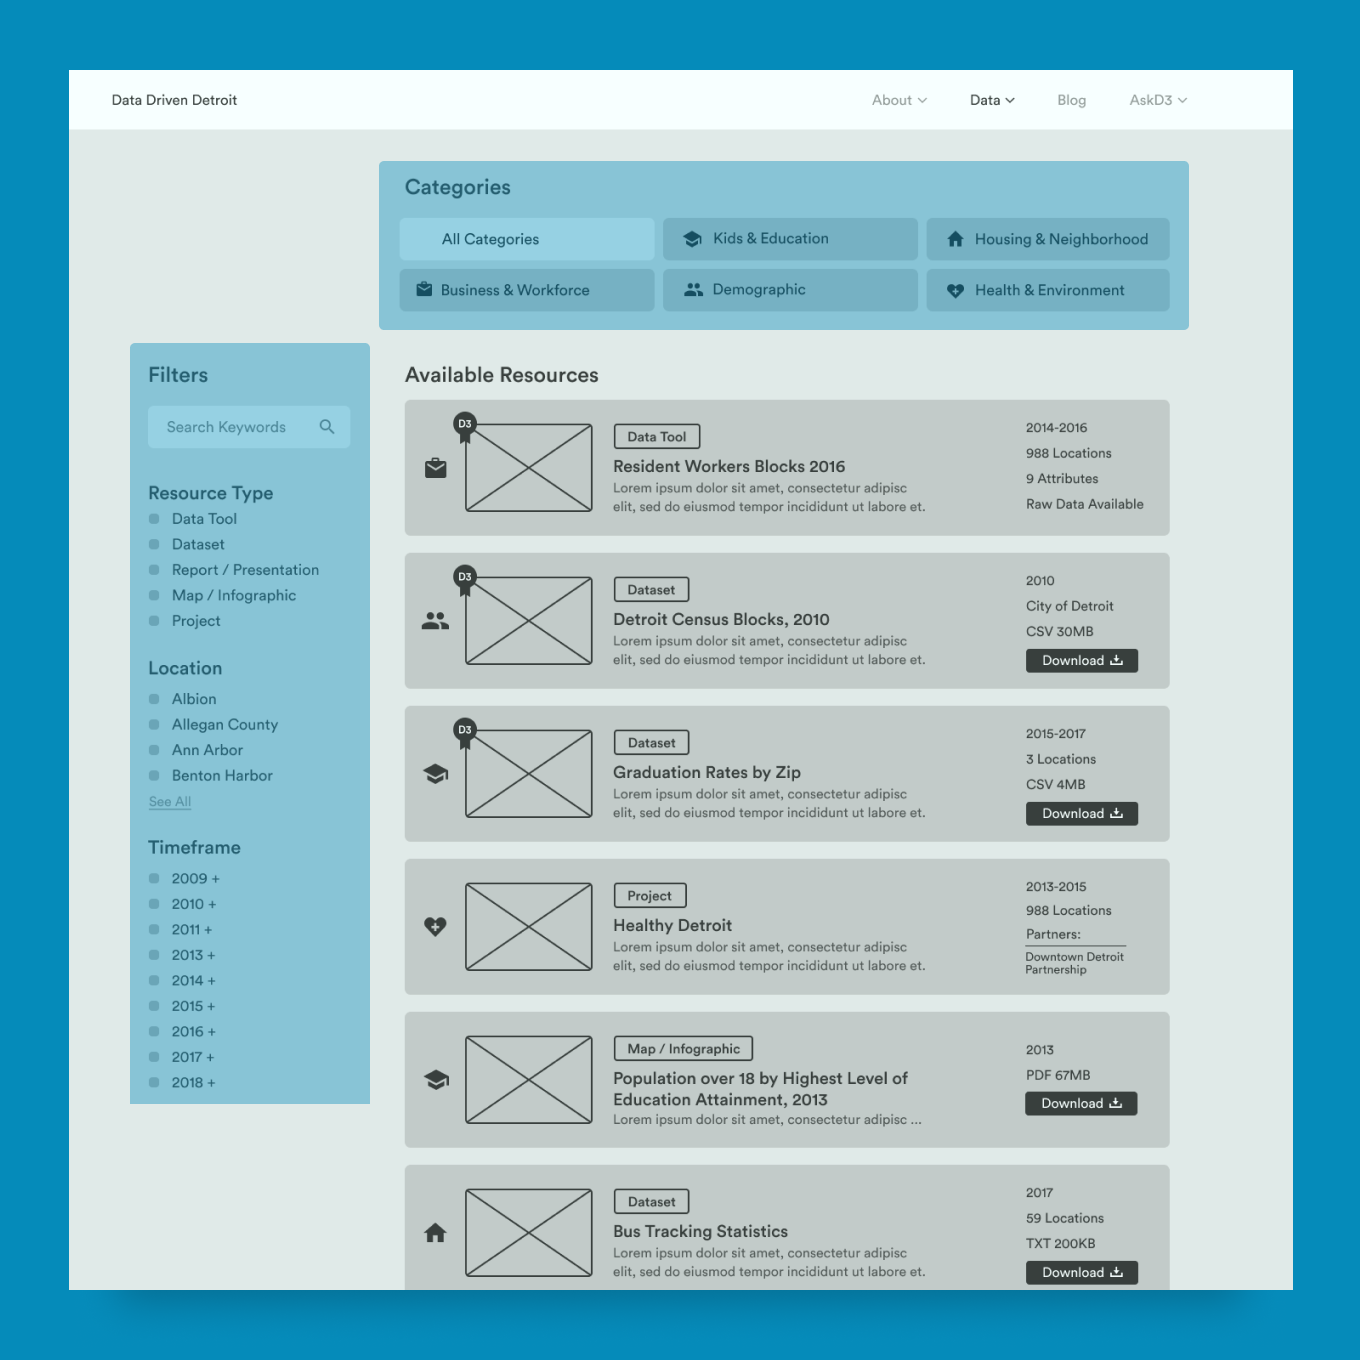 Data Driven Detroit
About
Data
Blog
AskD3
Categories
All Categories
Kids & Education
Housing & Neighborhood
Business & Workforce
Demographic
Health & Environment
Filters
Search Keywords
Resource Type
Data Tool
Dataset
Report / Presentation
Map / Infographic
Project
Location
Albion
Allegan County
Ann Arbor
Benton Harbor
See All
Timeframe
2009 +
2010 +
2011 +
2013 +
2014 +
2015 +
2016 +
2017 +
2018 +
Available Resources
D3
Data Tool
Resident Workers Blocks 2016
Lorem ipsum dolor sit amet, consectetur adipisc
elit, sed do eiusmod tempor incididunt ut labore et.
2014-2016
988 Locations
9 Attributes
Raw Data Available
D3
Dataset
Detroit Census Blocks, 2010
Lorem ipsum dolor sit amet, consectetur adipisc
elit, sed do eiusmod tempor incididunt ut labore et.
2010
City of Detroit
CSV 30MB
Download
D3
Dataset
Graduation Rates by Zip
Lorem ipsum dolor sit amet, consectetur adipisc
elit, sed do eiusmod tempor incididunt ut labore et.
2015-2017
3 Locations
CSV 4MB
Download
Project
Healthy Detroit
Lorem ipsum dolor sit amet, consectetur adipisc
elit, sed do eiusmod tempor incididunt ut labore et.
2013-2015
988 Locations
Partners:
Downtown Detroit
Partnership
Map / Infographic
Population over 18 by Highest Level of
Education Attainment, 2013
Lorem ipsum dolor sit amet, consectetur adipisc ...
2013
PDF 67MB
Download
Dataset
Bus Tracking Statistics
Lorem ipsum dolor sit amet, consectetur adipisc
elit, sed do eiusmod tempor incididunt ut labore et.
2017
59 Locations
TXT 200KB
Download